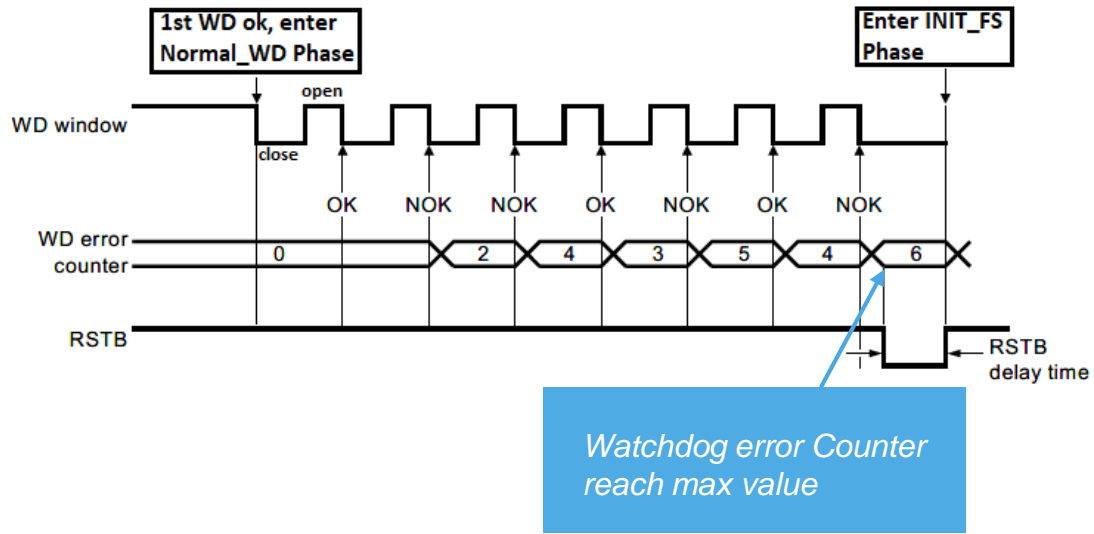 1st WD ok, enter
Normal_WD Phase
Enter INIT_FS
Phase
open
WD window
close
OK NOK NOK OK NOK OK NOK
WD error
counter
0 2 4 3 5 4 6
RSTB
RSTB
delay time
Watchdog error Counter
reach max value